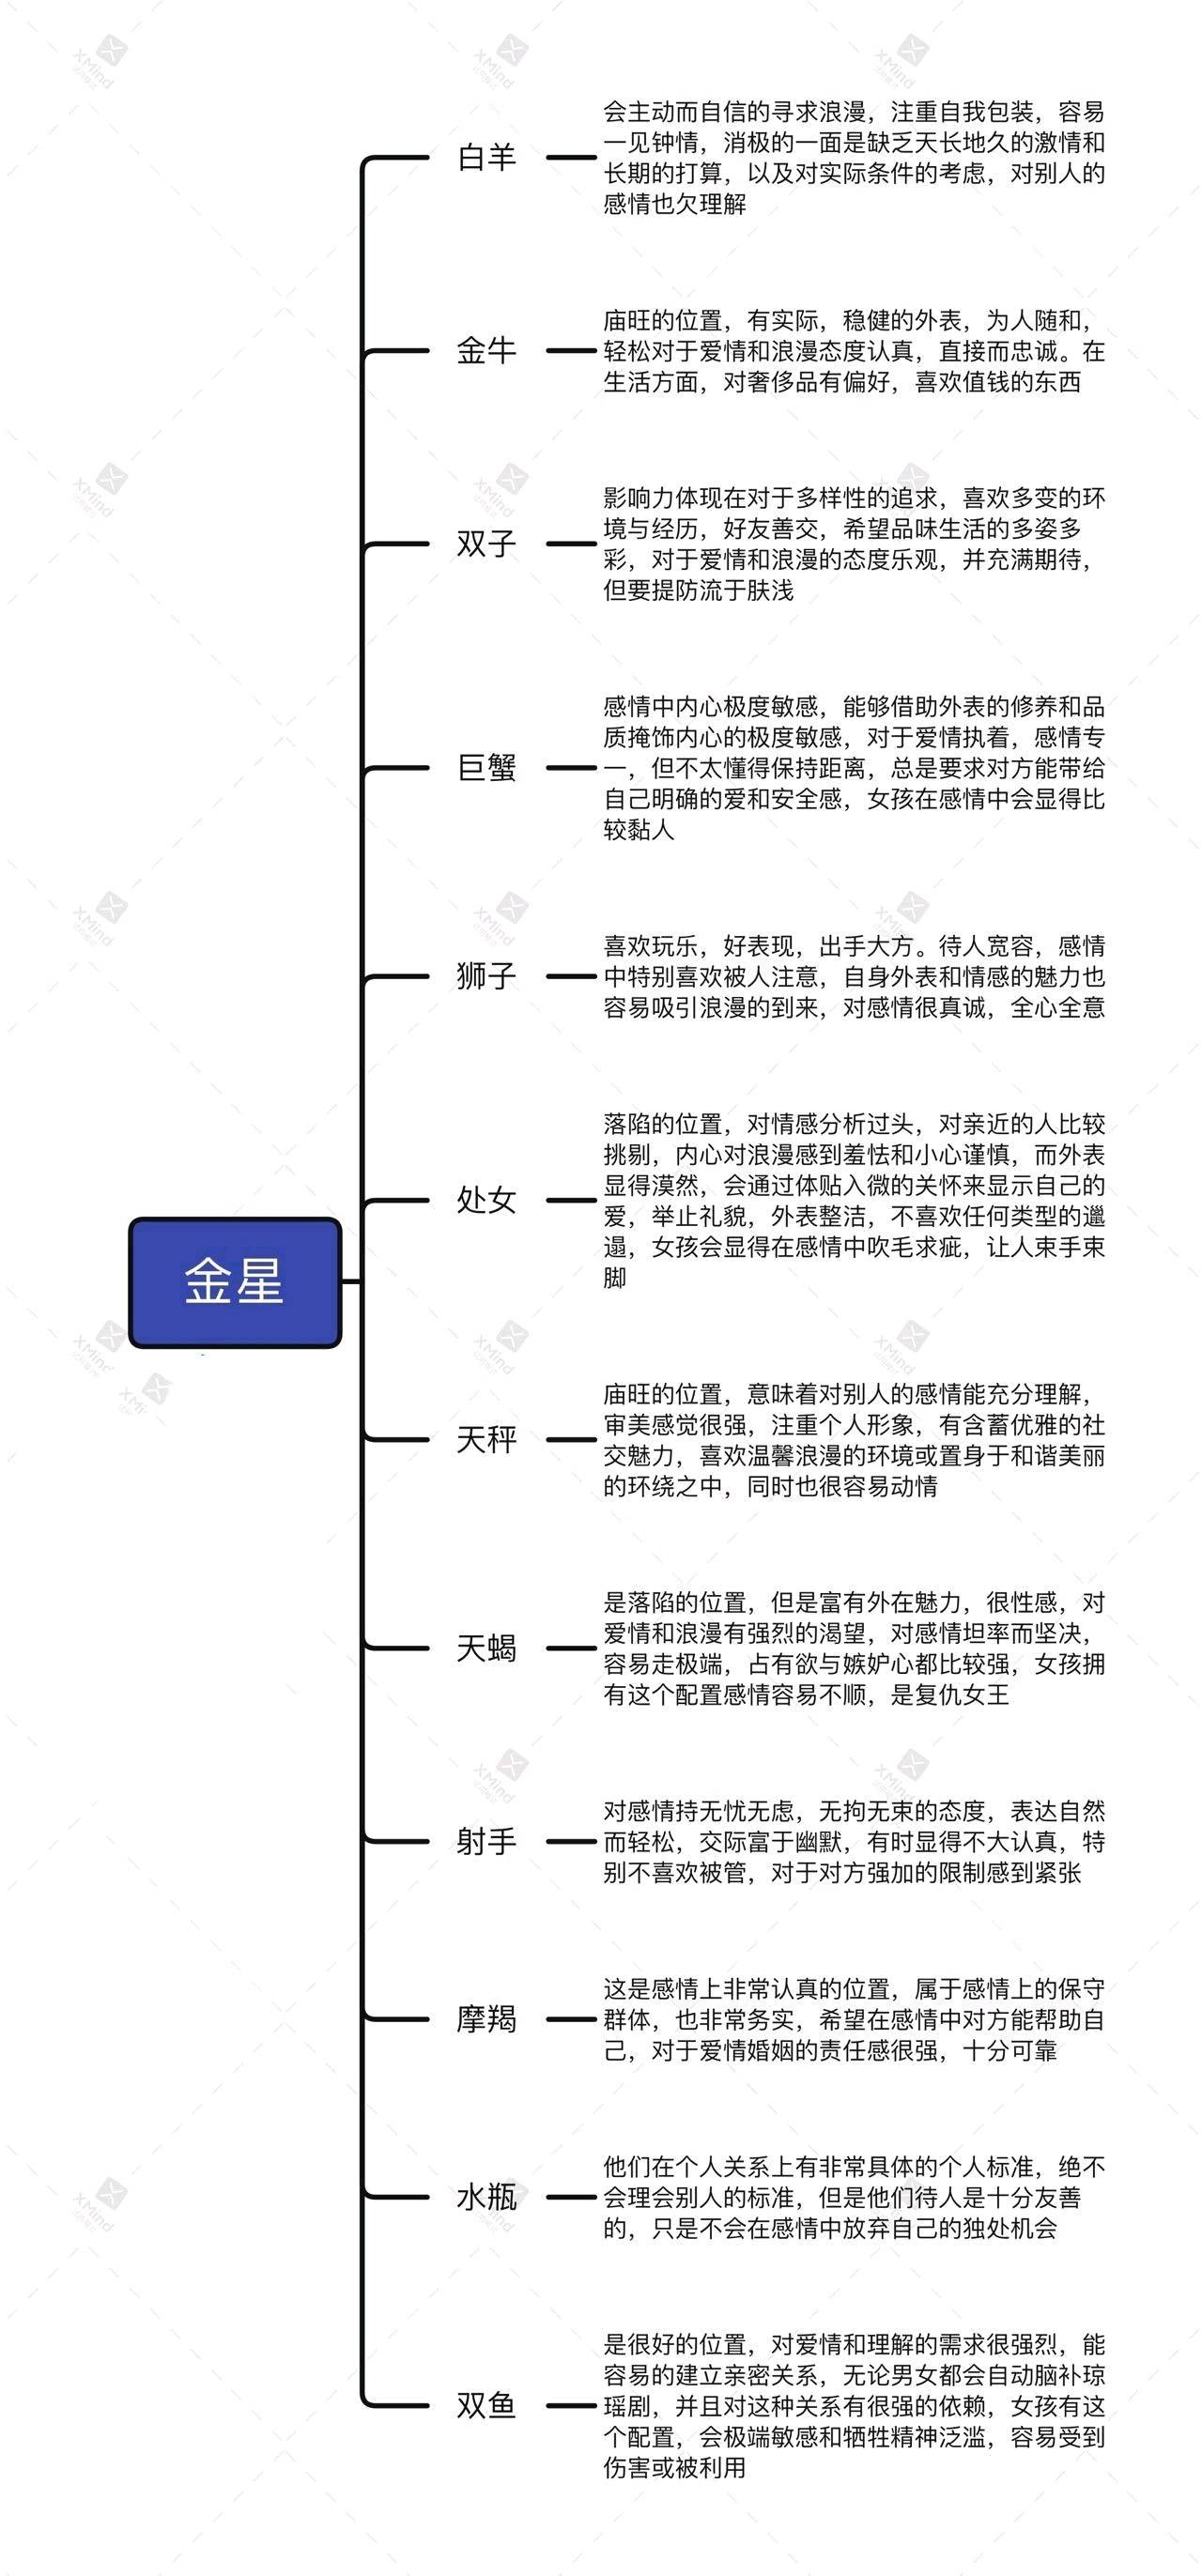 白羊
会主动而自信的寻求浪漫，注重自我包装，容易
一见钟情，消极的一面是缺乏天长地久的激情和
长期的打算，以及对实际条件的考虑，对别人的
感情也欠理解
金牛
庙旺的位置，有实际，稳健的外表，为人随和，
轻松对于爱情和浪漫态度认真，直接而忠诚。在
生活方面，对奢侈品有偏好，喜欢值钱的东西
双子
影响力体现在对于多样性的追求，喜欢多变的环
境与经历，好友善交，希望品味生活的多姿多
彩，对于爱情和浪漫的态度乐观，并充满期待，
但要提防流于肤浅
巨蟹
感情中内心极度敏感，能够借助外表的修养和品
质掩饰内心的极度敏感，对于爱情执着，感情专
一，但不太懂得保持距离，总是要求对方能带给
自己明确的爱和安全感，女孩在感情中会显得比
较黏人
狮子
喜欢玩乐，好表现，出手大方。待人宽容，感情
中特别喜欢被人注意，自身外表和情感的魅力也
容易吸引浪漫的到来，对感情很真诚，全心全意
处女
落陷的位置，对情感分析过头，对亲近的人比较
挑剔，内心对浪漫感到羞怯和小心谨慎，而外表
显得漠然，会通过体贴入微的关怀来显示自己的
爱，举止礼貌，外表整洁，不喜欢任何类型的邋
遢，女孩会显得在感情中吹毛求疵，让人束手束
脚
金星
天秤
庙旺的位置，意味着对别人的感情能充分理解，
审美感觉很强，注重个人形象，有含蓄优雅的社
交魅力，喜欢温馨浪漫的环境或置身于和谐美丽
的环绕之中，同时也很容易动情
天蝎
是落陷的位置，但是富有外在魅力，很性感，对
爱情和浪漫有强烈的渴望，对感情坦率而坚决，
容易走极端，占有欲与嫉妒心都比较强，女孩拥
有这个配置感情容易不顺，是复仇女王
射手
对感情持无忧无虑，无拘无束的态度，表达自然
而轻松，交际富于幽默，有时显得不大认真，特
别不喜欢被管，对于对方强加的限制感到紧张
摩羯
这是感情上非常认真的位置，属于感情上的保守
群体，也非常务实，希望在感情中对方能帮助自
己，对于爱情婚姻的责任感很强，十分可靠
水瓶
他们在个人关系上有非常具体的个人标准，绝不
会理会别人的标准，但是他们待人是十分友善
的，只是不会在感情中放弃自己的独处机会
双鱼
是很好的位置，对爱情和理解的需求很强烈，能
容易的建立亲密关系，无论男女都会自动脑补琼
瑶剧，并且对这种关系有很强的依赖，女孩有这
个配置，会极端敏感和牺牲精神泛滥，容易受到
伤害或被利用
XMind
XMind
XMind
XMind
XMind
XMind
XMind
XMind
XMind
XMind
XMind
XMind
XMind